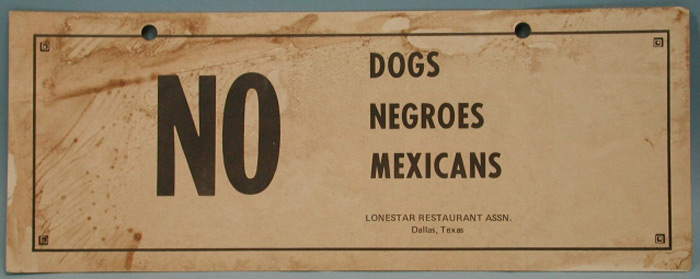 NO
DOGS
NEGROES
MEXICANS
LONESTAR RESTAURANT ASSN.
Dallas, Texas